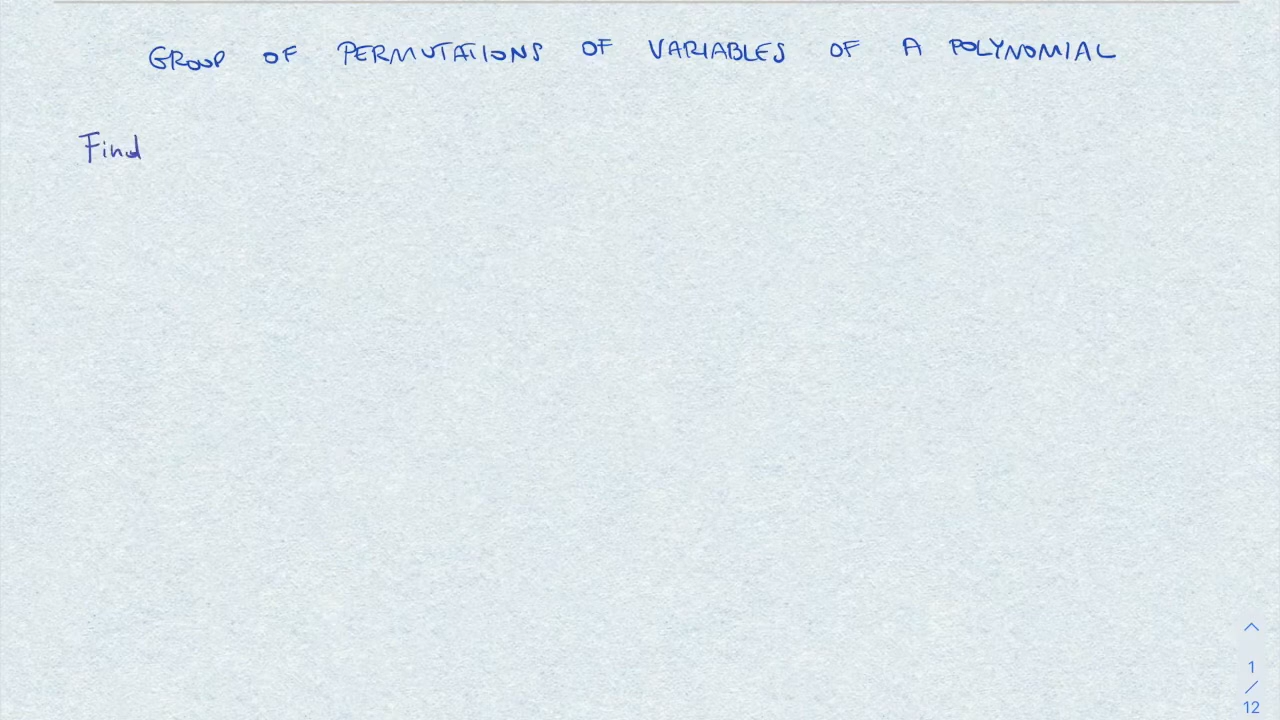 GROUP OF PERMUTATIONS OF VARIABLES OF A POLYNOMIAL
Find
1
/
12